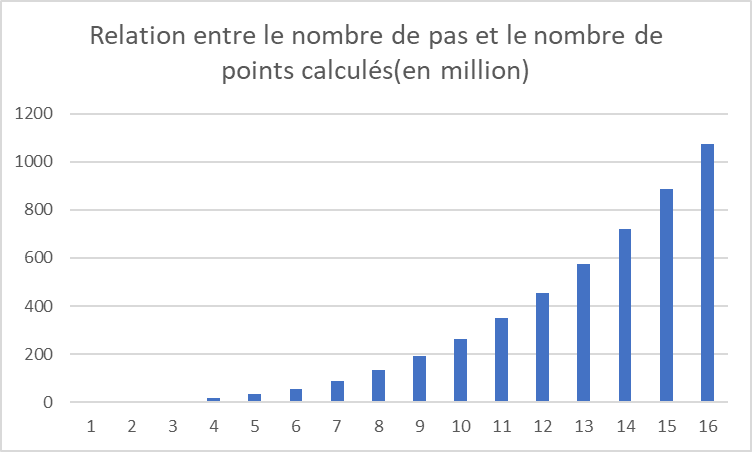 Relation entre le nombre de pas et le nombre de
points calculés(en million)
1200
1000
800
600
400
200
0
1 2 3 4 5 6 7 8 9 10 11 12 13 14 15 16